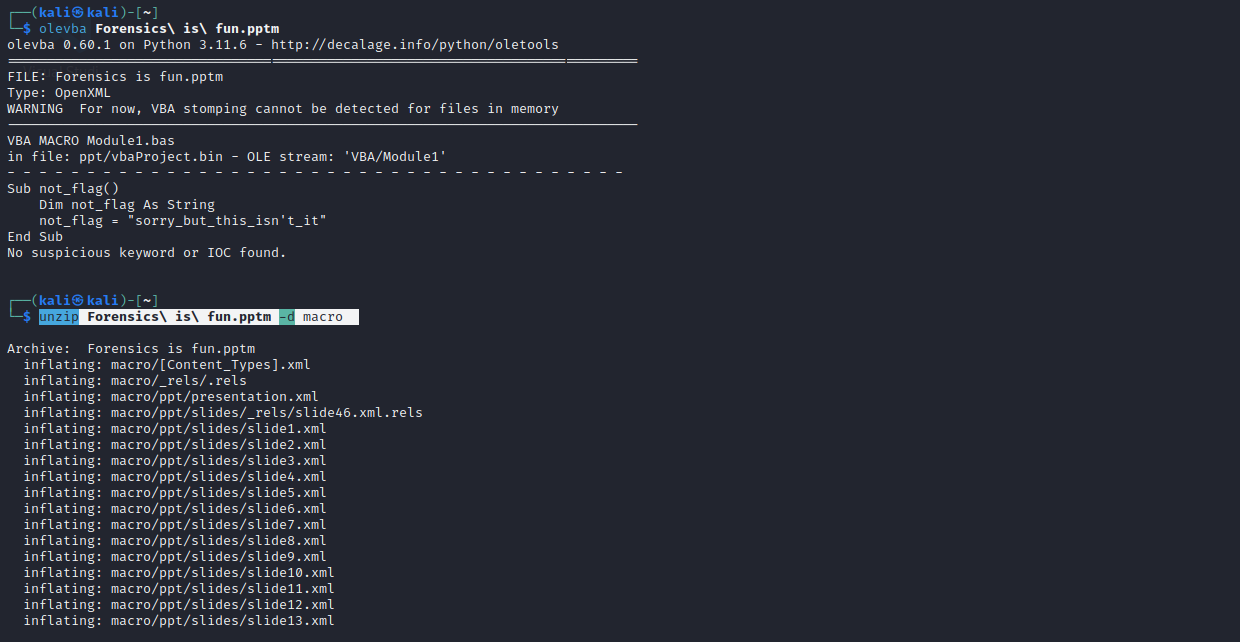 ┌──(kali㉿kali)-[~]
└─$ olevba Forensics\ is\ fun.pptm
olevba 0.60.1 on Python 3.11.6 - http://decalage.info/python/oletools
===============================================================================
FILE: Forensics is fun.pptm
Type: OpenXML
WARNING  For now, VBA stomping cannot be detected for files in memory
-------------------------------------------------------------------------------
VBA MACRO Module1.bas
in file: ppt/vbaProject.bin - OLE stream: 'VBA/Module1'
- - - - - - - - - - - - - - - - - - - - - - - - - - - - - - - - - - - - - - -
Sub not_flag()
    Dim not_flag As String
    not_flag = "sorry_but_this_isn't_it"
End Sub
No suspicious keyword or IOC found.
┌──(kali㉿kali)-[~]
└─$ unzip Forensics\ is\ fun.pptm -d macro
Archive:  Forensics is fun.pptm
  inflating: macro/[Content_Types].xml
  inflating: macro/_rels/.rels
  inflating: macro/ppt/presentation.xml
  inflating: macro/ppt/slides/_rels/slide46.xml.rels
  inflating: macro/ppt/slides/slide1.xml
  inflating: macro/ppt/slides/slide2.xml
  inflating: macro/ppt/slides/slide3.xml
  inflating: macro/ppt/slides/slide4.xml
  inflating: macro/ppt/slides/slide5.xml
  inflating: macro/ppt/slides/slide6.xml
  inflating: macro/ppt/slides/slide7.xml
  inflating: macro/ppt/slides/slide8.xml
  inflating: macro/ppt/slides/slide9.xml
  inflating: macro/ppt/slides/slide10.xml
  inflating: macro/ppt/slides/slide11.xml
  inflating: macro/ppt/slides/slide12.xml
  inflating: macro/ppt/slides/slide13.xml